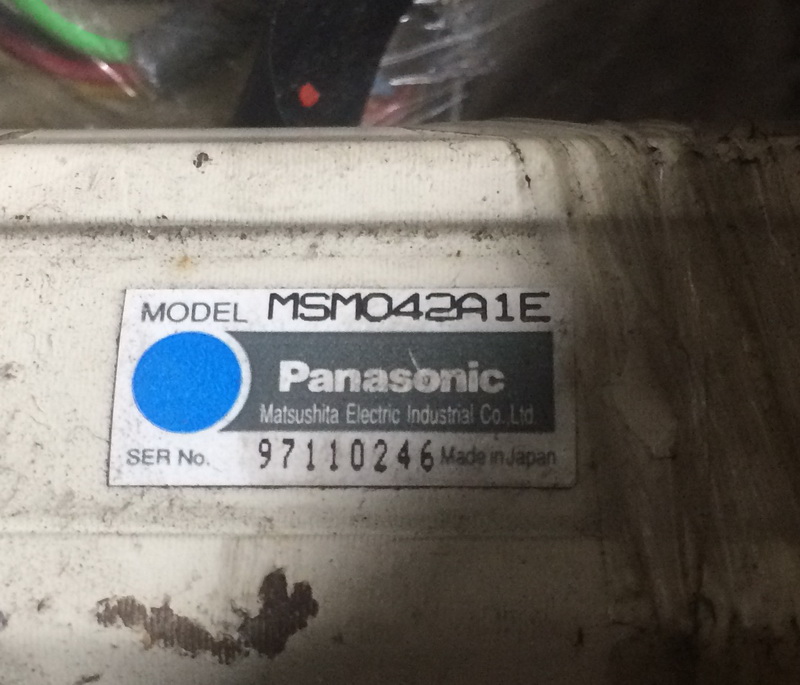 MODEL MSM042A1E
Panasonic
Matsushita Electric Industrial Co.,Ltd
SER No. 97110246 Made in Japan